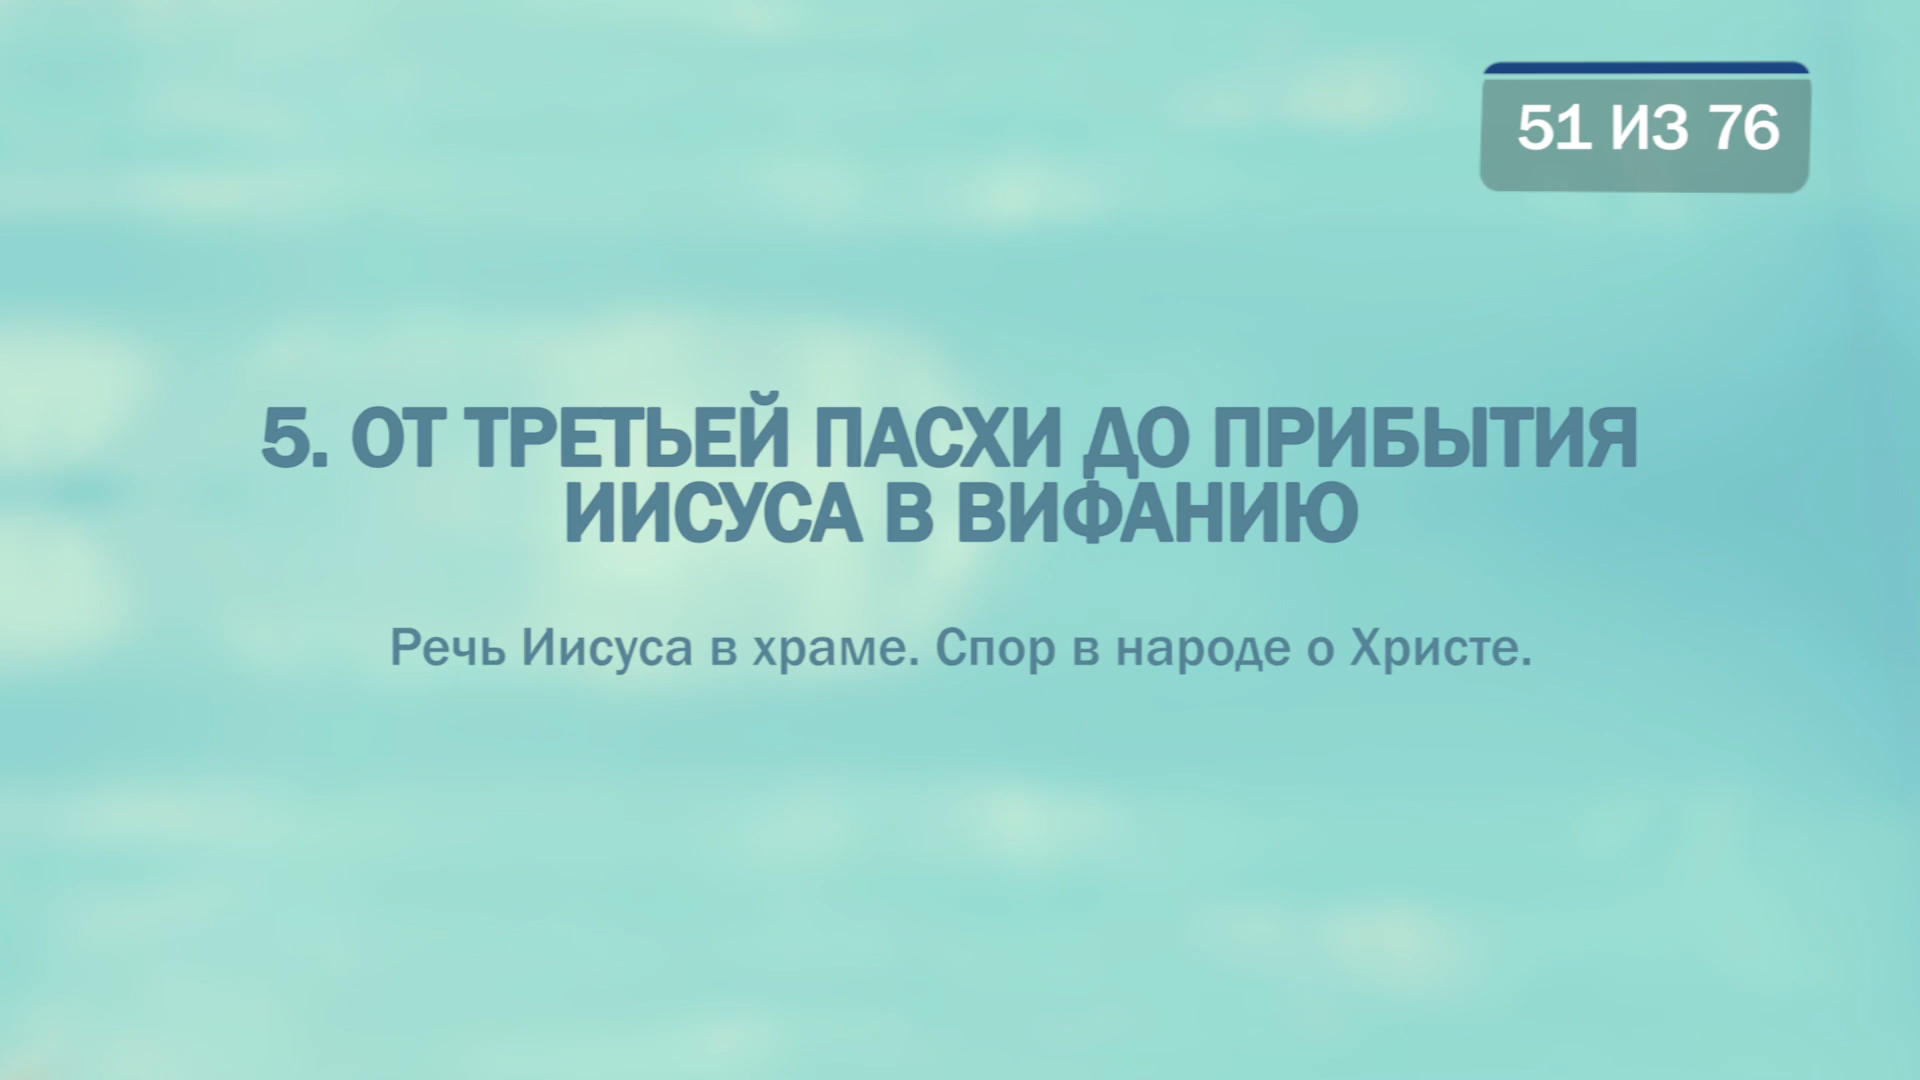 51 ИЗ 76
5. ОТ ТРЕТЬЕЙ ПАСХИ ДО ПРИБЫТИЯ
ИИСУСА В ВИФАНИЮ
Речь Иисуса в храме. Спор в народе о Христе.